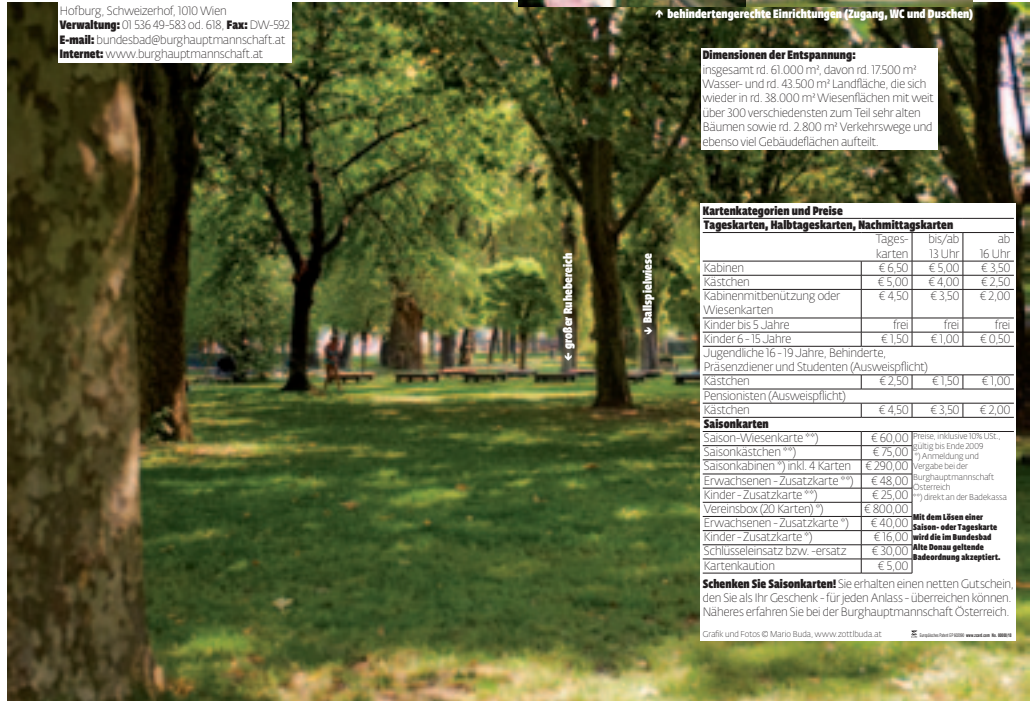 Hofburg, Schweizerhof, 1010 Wien
Verwaltung: 01 536 49-583 od. 618, Fax: DW-592
E-mail: bundesbad@burghauptmannschaft.at
Internet: www.burghauptmannschaft.at
↑ behindertengerechte Einrichtungen (Zugang, WC und Duschen)
Dimensionen der Entspannung:
insgesamt rd. 61.000 m², davon rd. 17.500 m²
Wasser- und rd. 43.500 m² Landfläche, die sich
wieder in rd. 38.000 m² Wiesenflächen mit weit
über 300 verschiedensten zum Teil sehr alten
Bäumen sowie rd. 2.800 m² Verkehrswege und
ebenso viel Gebäudeflächen aufteilt.
← großer Ruhebereich
← Ballspielwiese
Kartenkategorien und Preise
Tageskarten, Halbtageskarten, Nachmittagskarten
Tages- bis/ab ab
karten 13 Uhr 16 Uhr
Kabinen € 6,50 € 5,00 € 3,50
Kästchen € 5,00 € 4,00 € 2,50
Kabinenmitbenützung oder € 4,50 € 3,50 € 2,00
Wiesenkarten
Kinder bis 5 Jahre frei frei frei
Kinder 6 - 15 Jahre € 1,50 € 1,00 € 0,50
Jugendliche 16 - 19 Jahre, Behinderte,
Präsenzdiener und Studenten (Ausweispflicht)
Kästchen € 2,50 € 1,50 € 1,00
Pensionisten (Ausweispflicht)
Kästchen € 4,50 € 3,50 € 2,00
Saisonkarten
Saison-Wiesenkarte **) € 60,00
Saisonkästchen **) € 75,00
Saisonkabinen *) inkl. 4 Karten € 290,00
Erwachsenen - Zusatzkarte **) € 48,00
Kinder - Zusatzkarte **) € 25,00
Vereinsbox (20 Karten) *) € 800,00
Erwachsenen - Zusatzkarte *) € 40,00
Kinder - Zusatzkarte *) € 16,00
Schlüsseleinsatz bzw. -ersatz € 30,00
Kartenkaution € 5,00
Preise, inklusive 10% USt.,
gültig bis Ende 2009
*) Anmeldung und
Vergabe bei der
Burghauptmannschaft
Österreich
**) direkt an der Badekassa
Mit dem Lösen einer
Saison- oder Tageskarte
wird die im Bundesbad
Alte Donau geltende
Badeordnung akzeptiert.
Schenken Sie Saisonkarten! Sie erhalten einen netten Gutschein,
den Sie als Ihr Geschenk - für jeden Anlass - überreichen können.
Näheres erfahren Sie bei der Burghauptmannschaft Österreich.
Grafik und Fotos © Mario Buda, www.zottlbuda.at